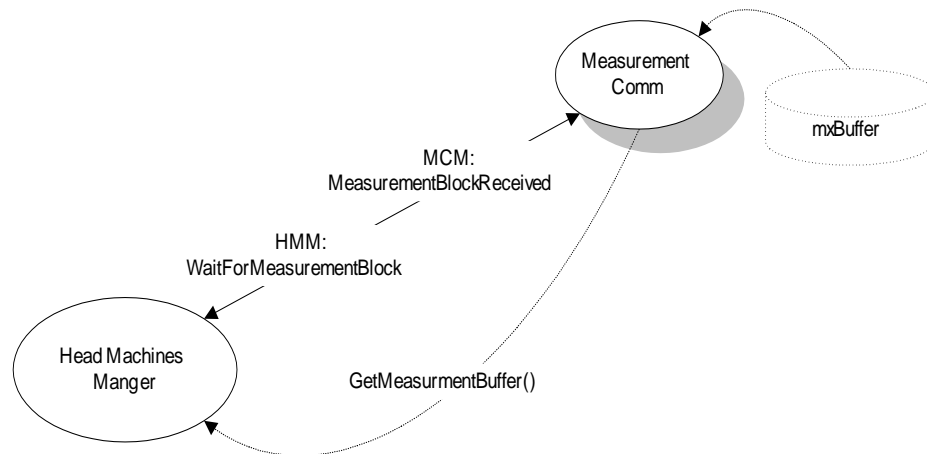 Measurement
Comm
mxBuffer
MCM:
MeasurementBlockReceived
HMM:
WaitForMeasurementBlock
Head Machines
Manger
GetMeasurmentBuffer()